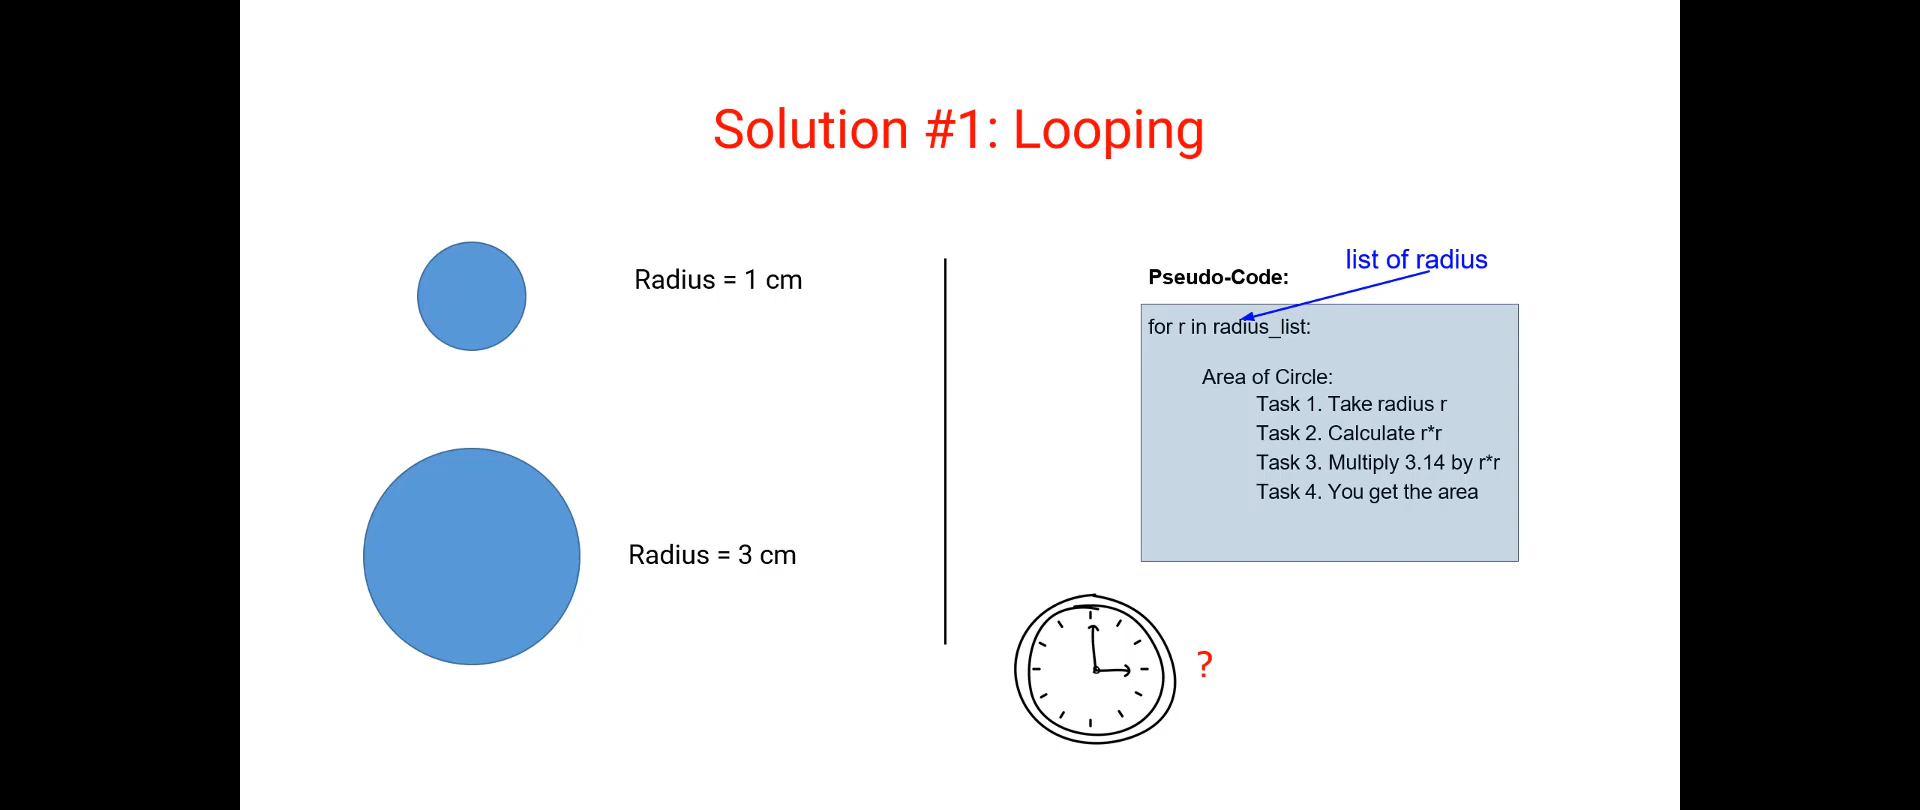 Solution #1: Looping
Radius = 1 cm
Radius = 3 cm
list of radius
Pseudo-Code:
for r in radius_list:
Area of Circle:
Task 1. Take radius r
Task 2. Calculate r*r
Task 3. Multiply 3.14 by r*r
Task 4. You get the area
?